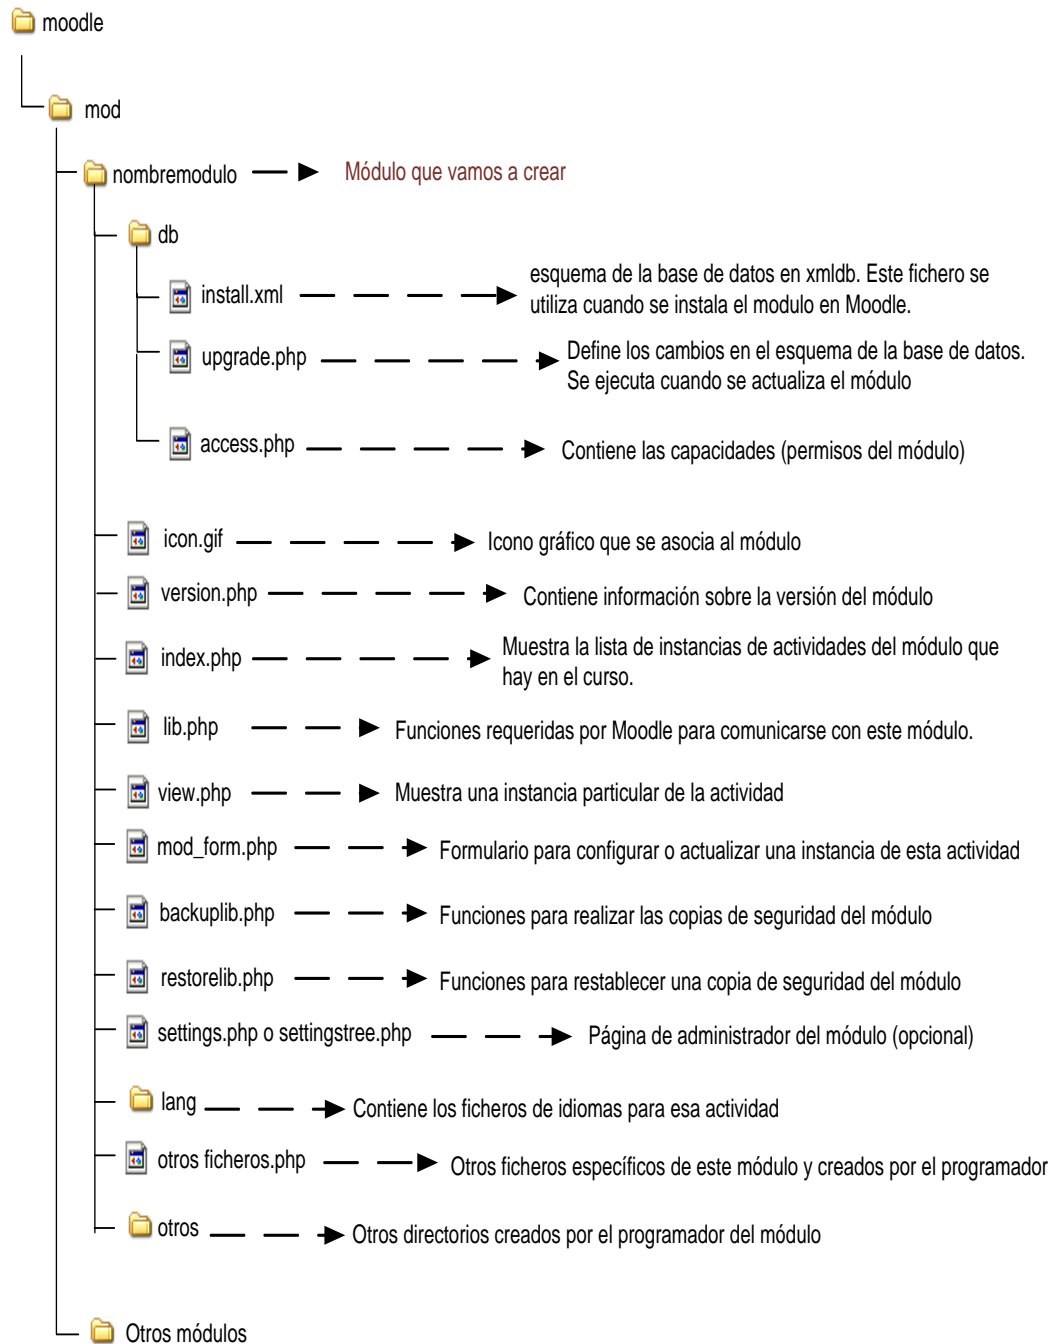 moodle
mod
nombremodulo
Módulo que vamos a crear
db
install.xml
esquema de la base de datos en xmldb. Este fichero se
utiliza cuando se instala el modulo en Moodle.
upgrade.php
Define los cambios en el esquema de la base de datos.
Se ejecuta cuando se actualiza el módulo
access.php
Contiene las capacidades (permisos del módulo)
icon.gif
Icono gráfico que se asocia al módulo
version.php
Contiene información sobre la versión del módulo
index.php
Muestra la lista de instancias de actividades del módulo que
hay en el curso.
lib.php
Funciones requeridas por Moodle para comunicarse con este módulo.
view.php
Muestra una instancia particular de la actividad
mod_form.php
Formulario para configurar o actualizar una instancia de esta actividad
backuplib.php
Funciones para realizar las copias de seguridad del módulo
restorelib.php
Funciones para restablecer una copia de seguridad del módulo
settings.php o settingstree.php
Página de administrador del módulo (opcional)
lang
Contiene los ficheros de idiomas para esa actividad
otros ficheros.php
Otros ficheros específicos de este módulo y creados por el programador
otros
Otros directorios creados por el programador del módulo
Otros módulos